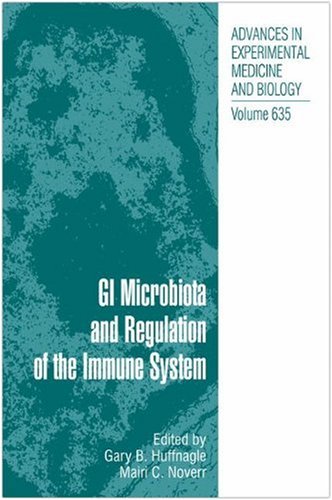 ADVANCES IN
EXPERIMENTAL
MEDICINE
AND BIOLOGY
Volume 635
GI Microbiota
and Regulation
of the Immune System
Edited by
Gary B. Huffnagle
Mairi C. Noverr